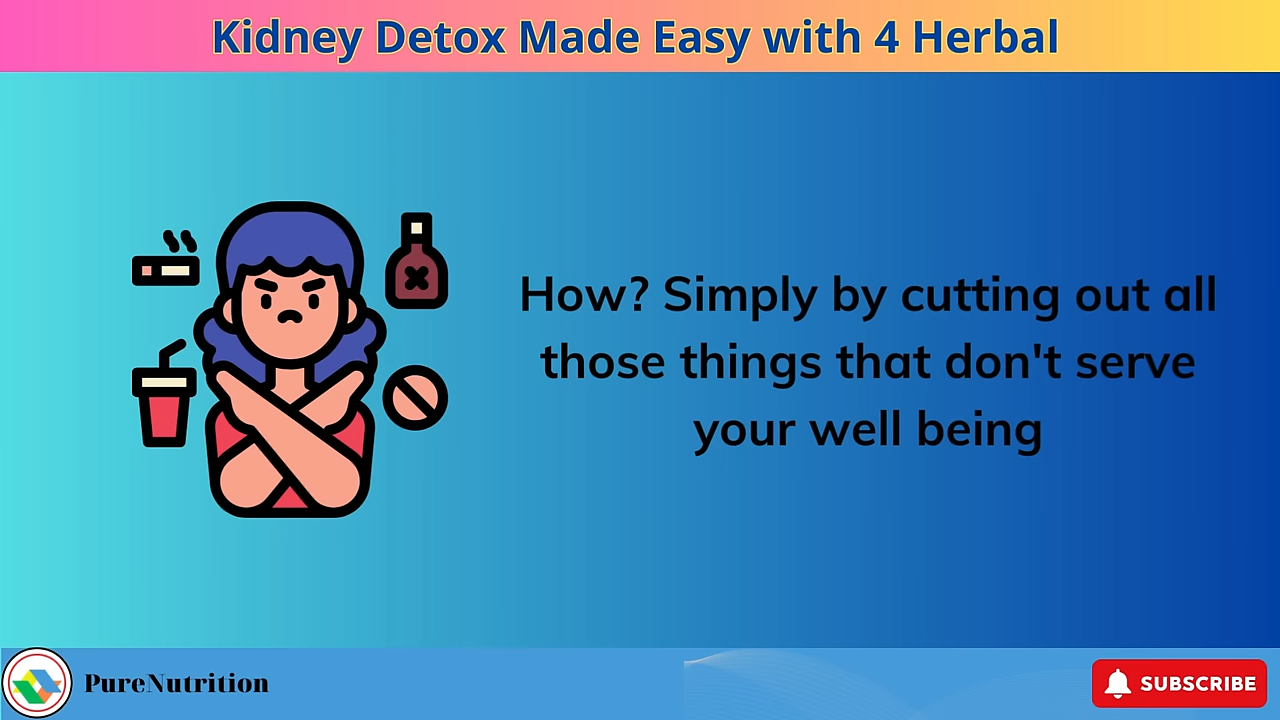 Kidney Detox Made Easy with 4 Herbal
How? Simply by cutting out all
those things that don't serve
your well being
PureNutrition
SUBSCRIBE